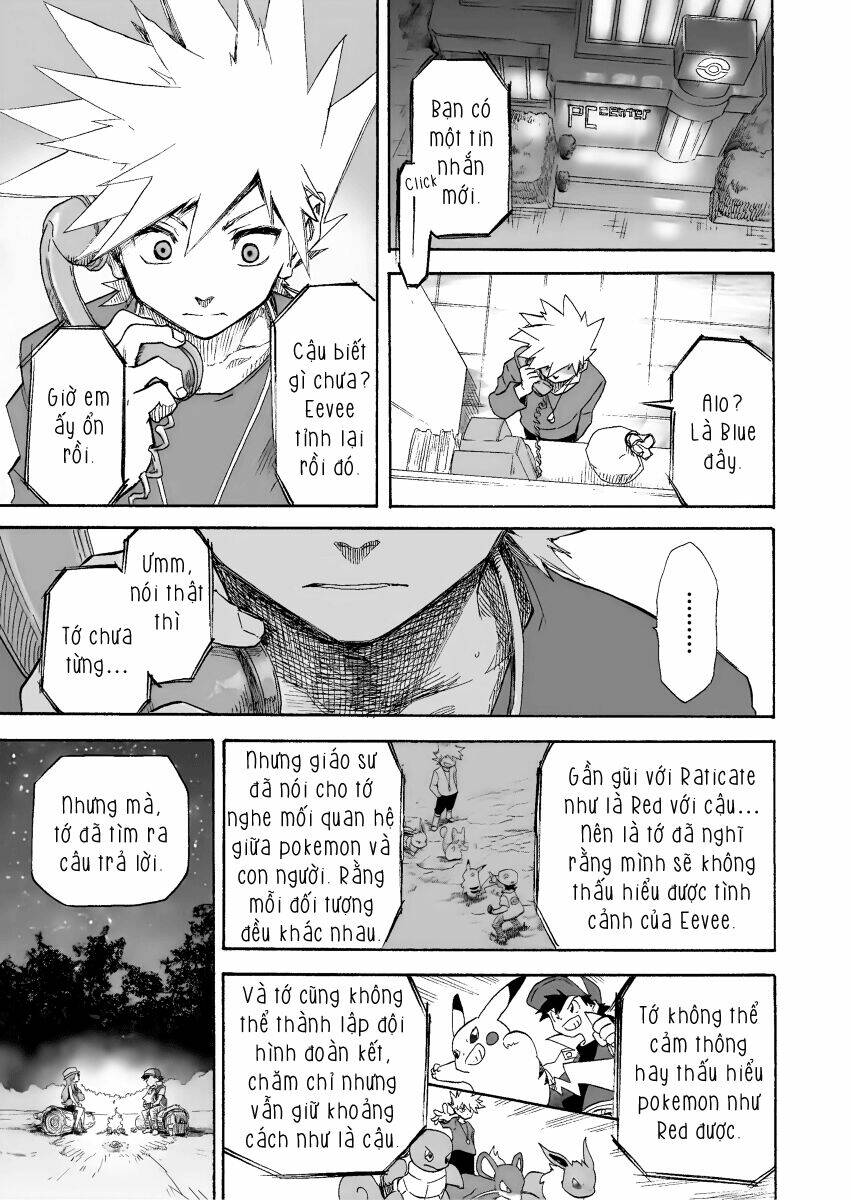 PC center
Bạn có
một tin
nhắn
mới.
Click
Alo?
Là Blue
đây.
Cậu biết
gì chưa?
Eevee
tỉnh lại
rồi đó.
Giờ em
ấy ổn
rồi.
.........
Ưmm,
nói thật
thì
Tớ chưa
từng...
Gần gũi với Raticate
như là Red với cậu...
Nên là tớ đã nghĩ
rằng mình sẽ không
thấu hiểu được tình
cảnh của Eevee.
Nhưng giáo sư
đã nói cho tớ
nghe mối quan hệ
giữa pokemon và
con người. Rằng
mỗi đối tượng
đều khác nhau.
Tớ không thể
cảm thông
hay thấu hiểu
pokemon như
Red được.
Và tớ cũng không
thể thành lập đội
hình đoàn kết,
chăm chỉ nhưng
vẫn giữ khoảng
cách như là cậu.
Nhưng mà,
tớ đã tìm ra
câu trả lời.